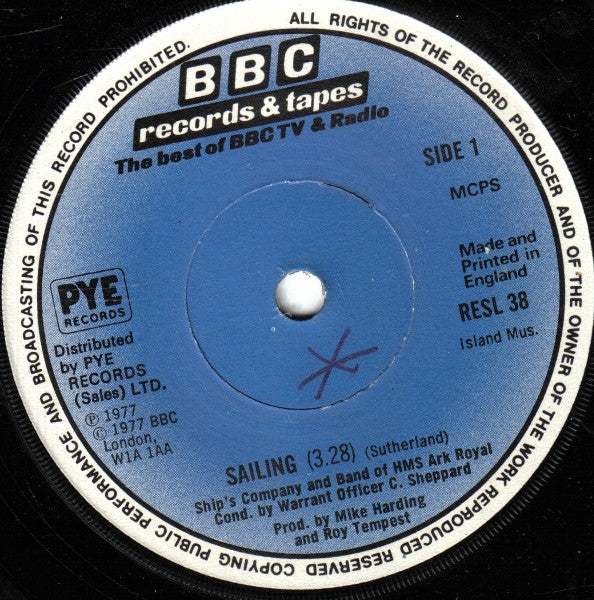 ALL RIGHTS OF THE RECORD PRODUCER AND OF THE OWNER OF THE WORK REPRODUCED RESERVED COPYING PUBLIC PERFORMANCE AND BROADCASTING OF THIS RECORD PROHIBITED.
BBC
records & tapes
The best of BBC TV & Radio
SIDE 1
MCPS
Made and
Printed in
England
RESL 38
Island Mus.
PYE
RECORDS
Distributed
by PYE
RECORDS
(Sales) LTD.
℗ 1977
© 1977 BBC
London,
W1A 1AA
SAILING (3.28) (Sutherland)
Ship's Company and Band of HMS Ark Royal
Cond. by Warrant Officer C. Sheppard
Prod. by Mike Harding
and Roy Tempest